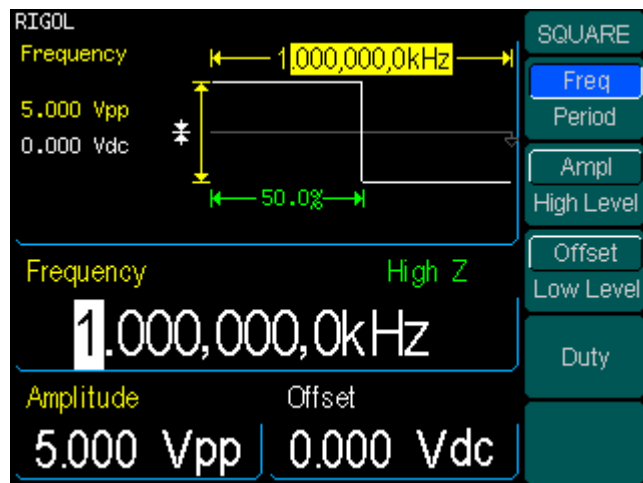 RIGOL
Frequency
1.000,000,0kHz
5.000 Vpp
0.000 Vdc
50.0%
Frequency
High Z
1.000,000,0kHz
Amplitude
Offset
5.000 Vpp
0.000 Vdc
SQUARE
Freq
Period
Ampl
High Level
Offset
Low Level
Duty